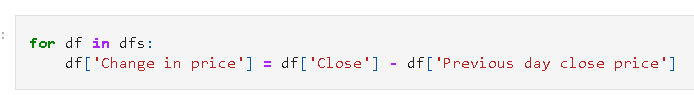 for df in dfs:
    df['Change in price'] = df['Close'] - df['Previous day close price']